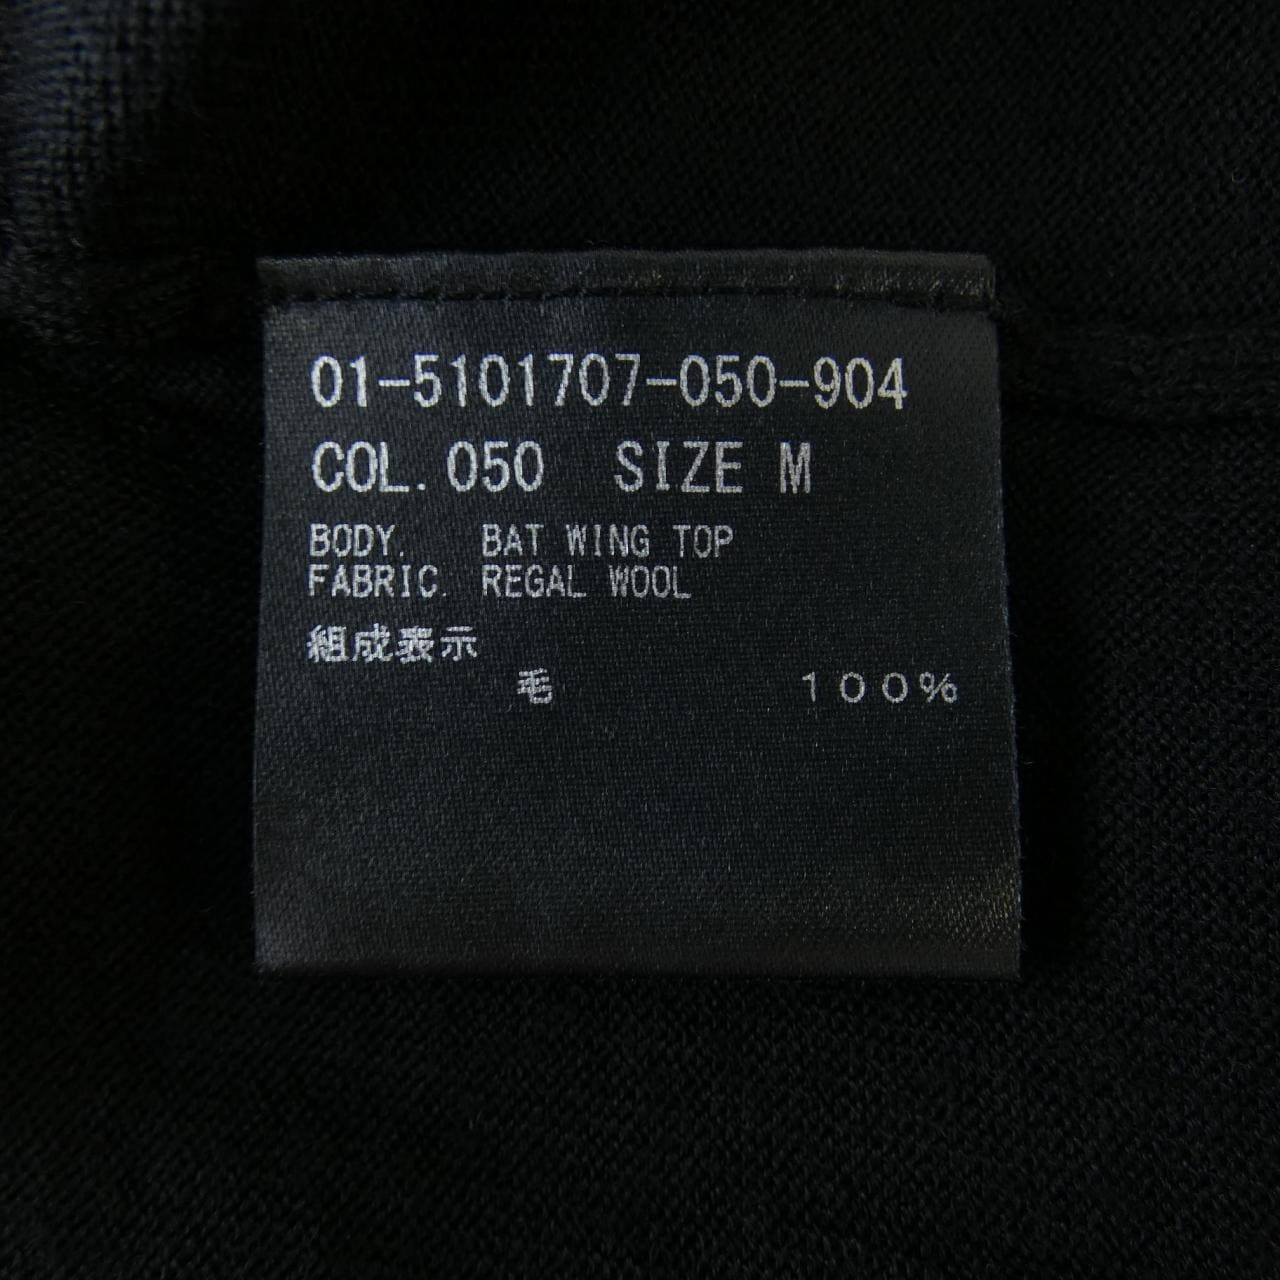 01-5101707-050-904
COL. 050 SIZE M
BODY. BAT WING TOP
FABRIC. REGAL WOOL
組成表示
毛 １００％